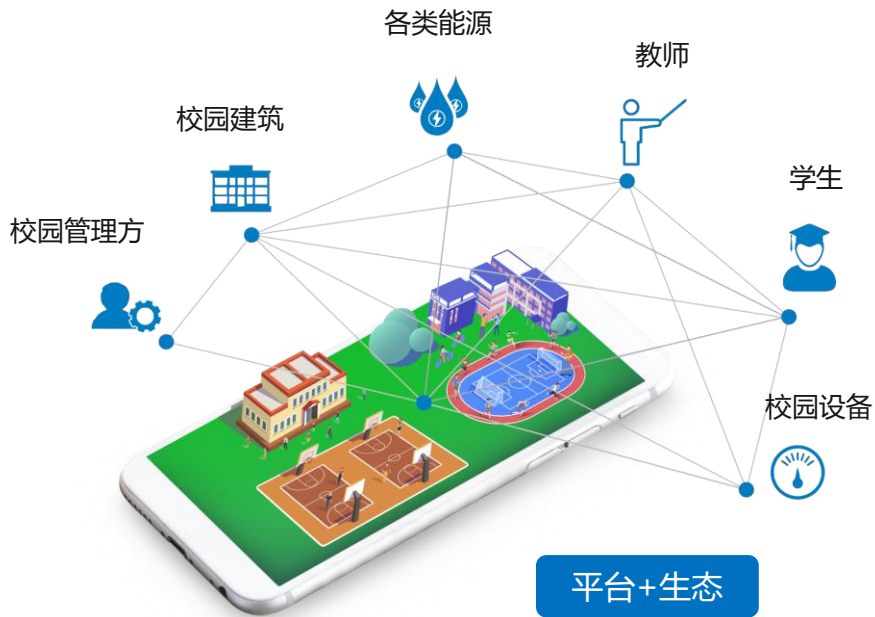 各类能源
教师
校园建筑
学生
校园管理方
校园设备
平台+生态